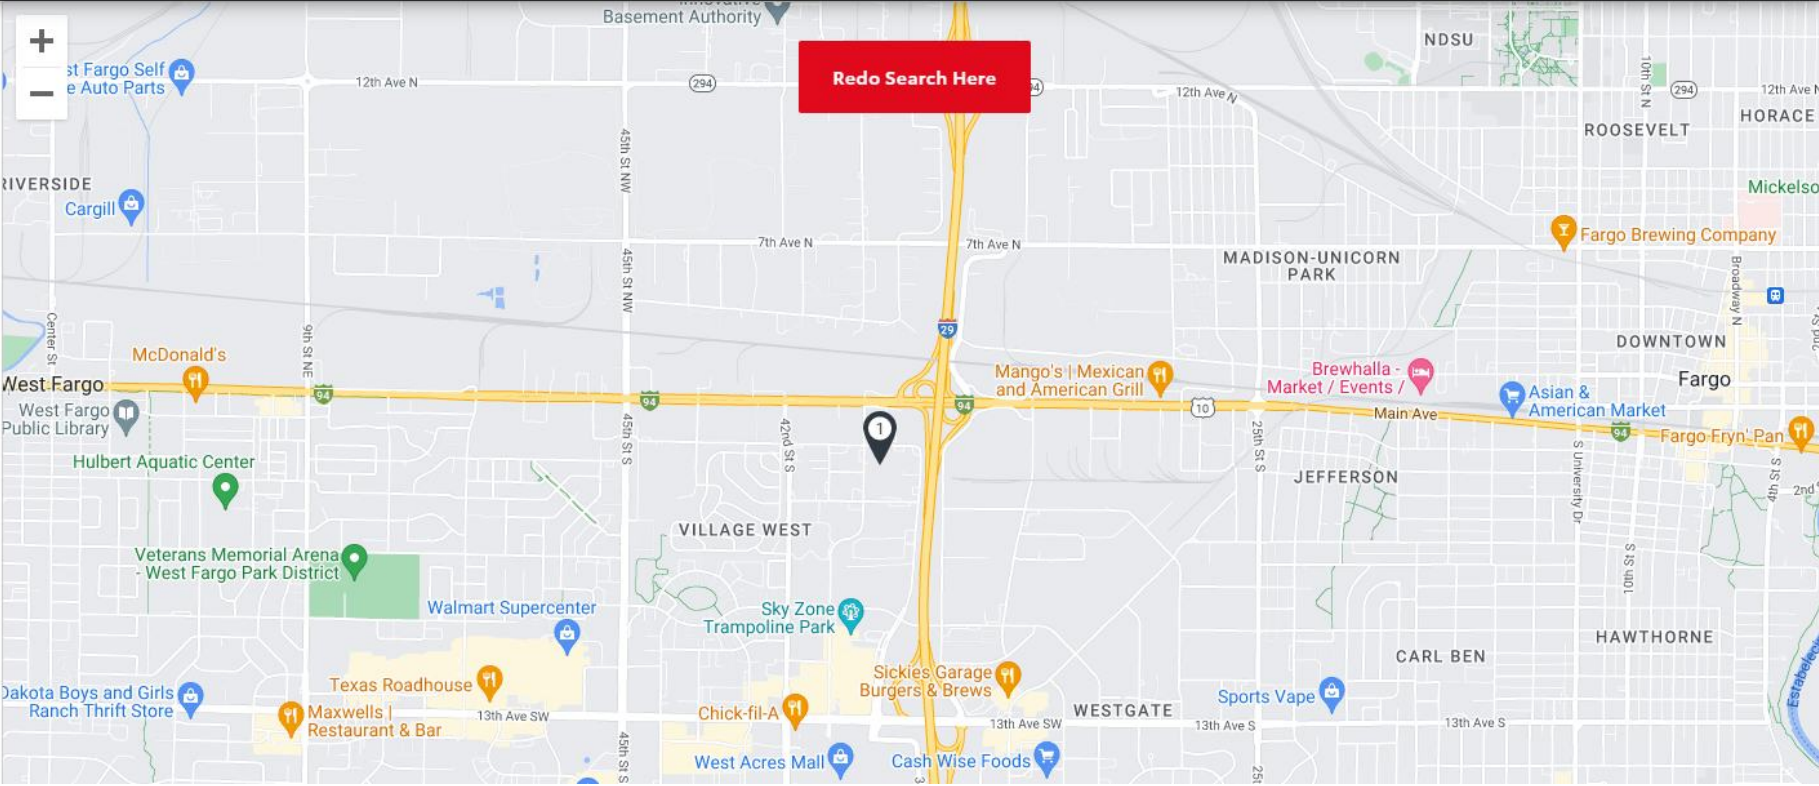 Basement Authority
NDSU
Redo Search Here
st Fargo Self
e Auto Parts
12th Ave N
294
12th Ave N
10th St N
294
12th Ave N
HORACE
ROOSEVELT
45th St NW
RIVERSIDE
Mickelso
Cargill
Fargo Brewing Company
7th Ave N
7th Ave N
MADISON-UNICORN
PARK
45th St NW
Broadway N
Center St
9th St NE
29
DOWNTOWN
McDonald's
Mango's | Mexican
and American Grill
Brewhalla -
Market / Events /
Fargo
West Fargo
94
94
94
10
Main Ave
Asian &
American Market
West Fargo
Public Library
1
94
Fargo Fryn' Pan
45th St S
42nd St S
25th St S
S University Dr
4th St S
2nd
Hulbert Aquatic Center
JEFFERSON
VILLAGE WEST
Veterans Memorial Arena
- West Fargo Park District
10th St S
Walmart Supercenter
Sky Zone
Trampoline Park
HAWTHORNE
CARL BEN
Sickies Garage
Burgers & Brews
Texas Roadhouse
Dakota Boys and Girls
Ranch Thrift Store
Sports Vape
Maxwells |
Restaurant & Bar
13th Ave SW
Chick-fil-A
13th Ave SW
WESTGATE
13th Ave S
13th Ave S
45th St S
West Acres Mall
Cash Wise Foods